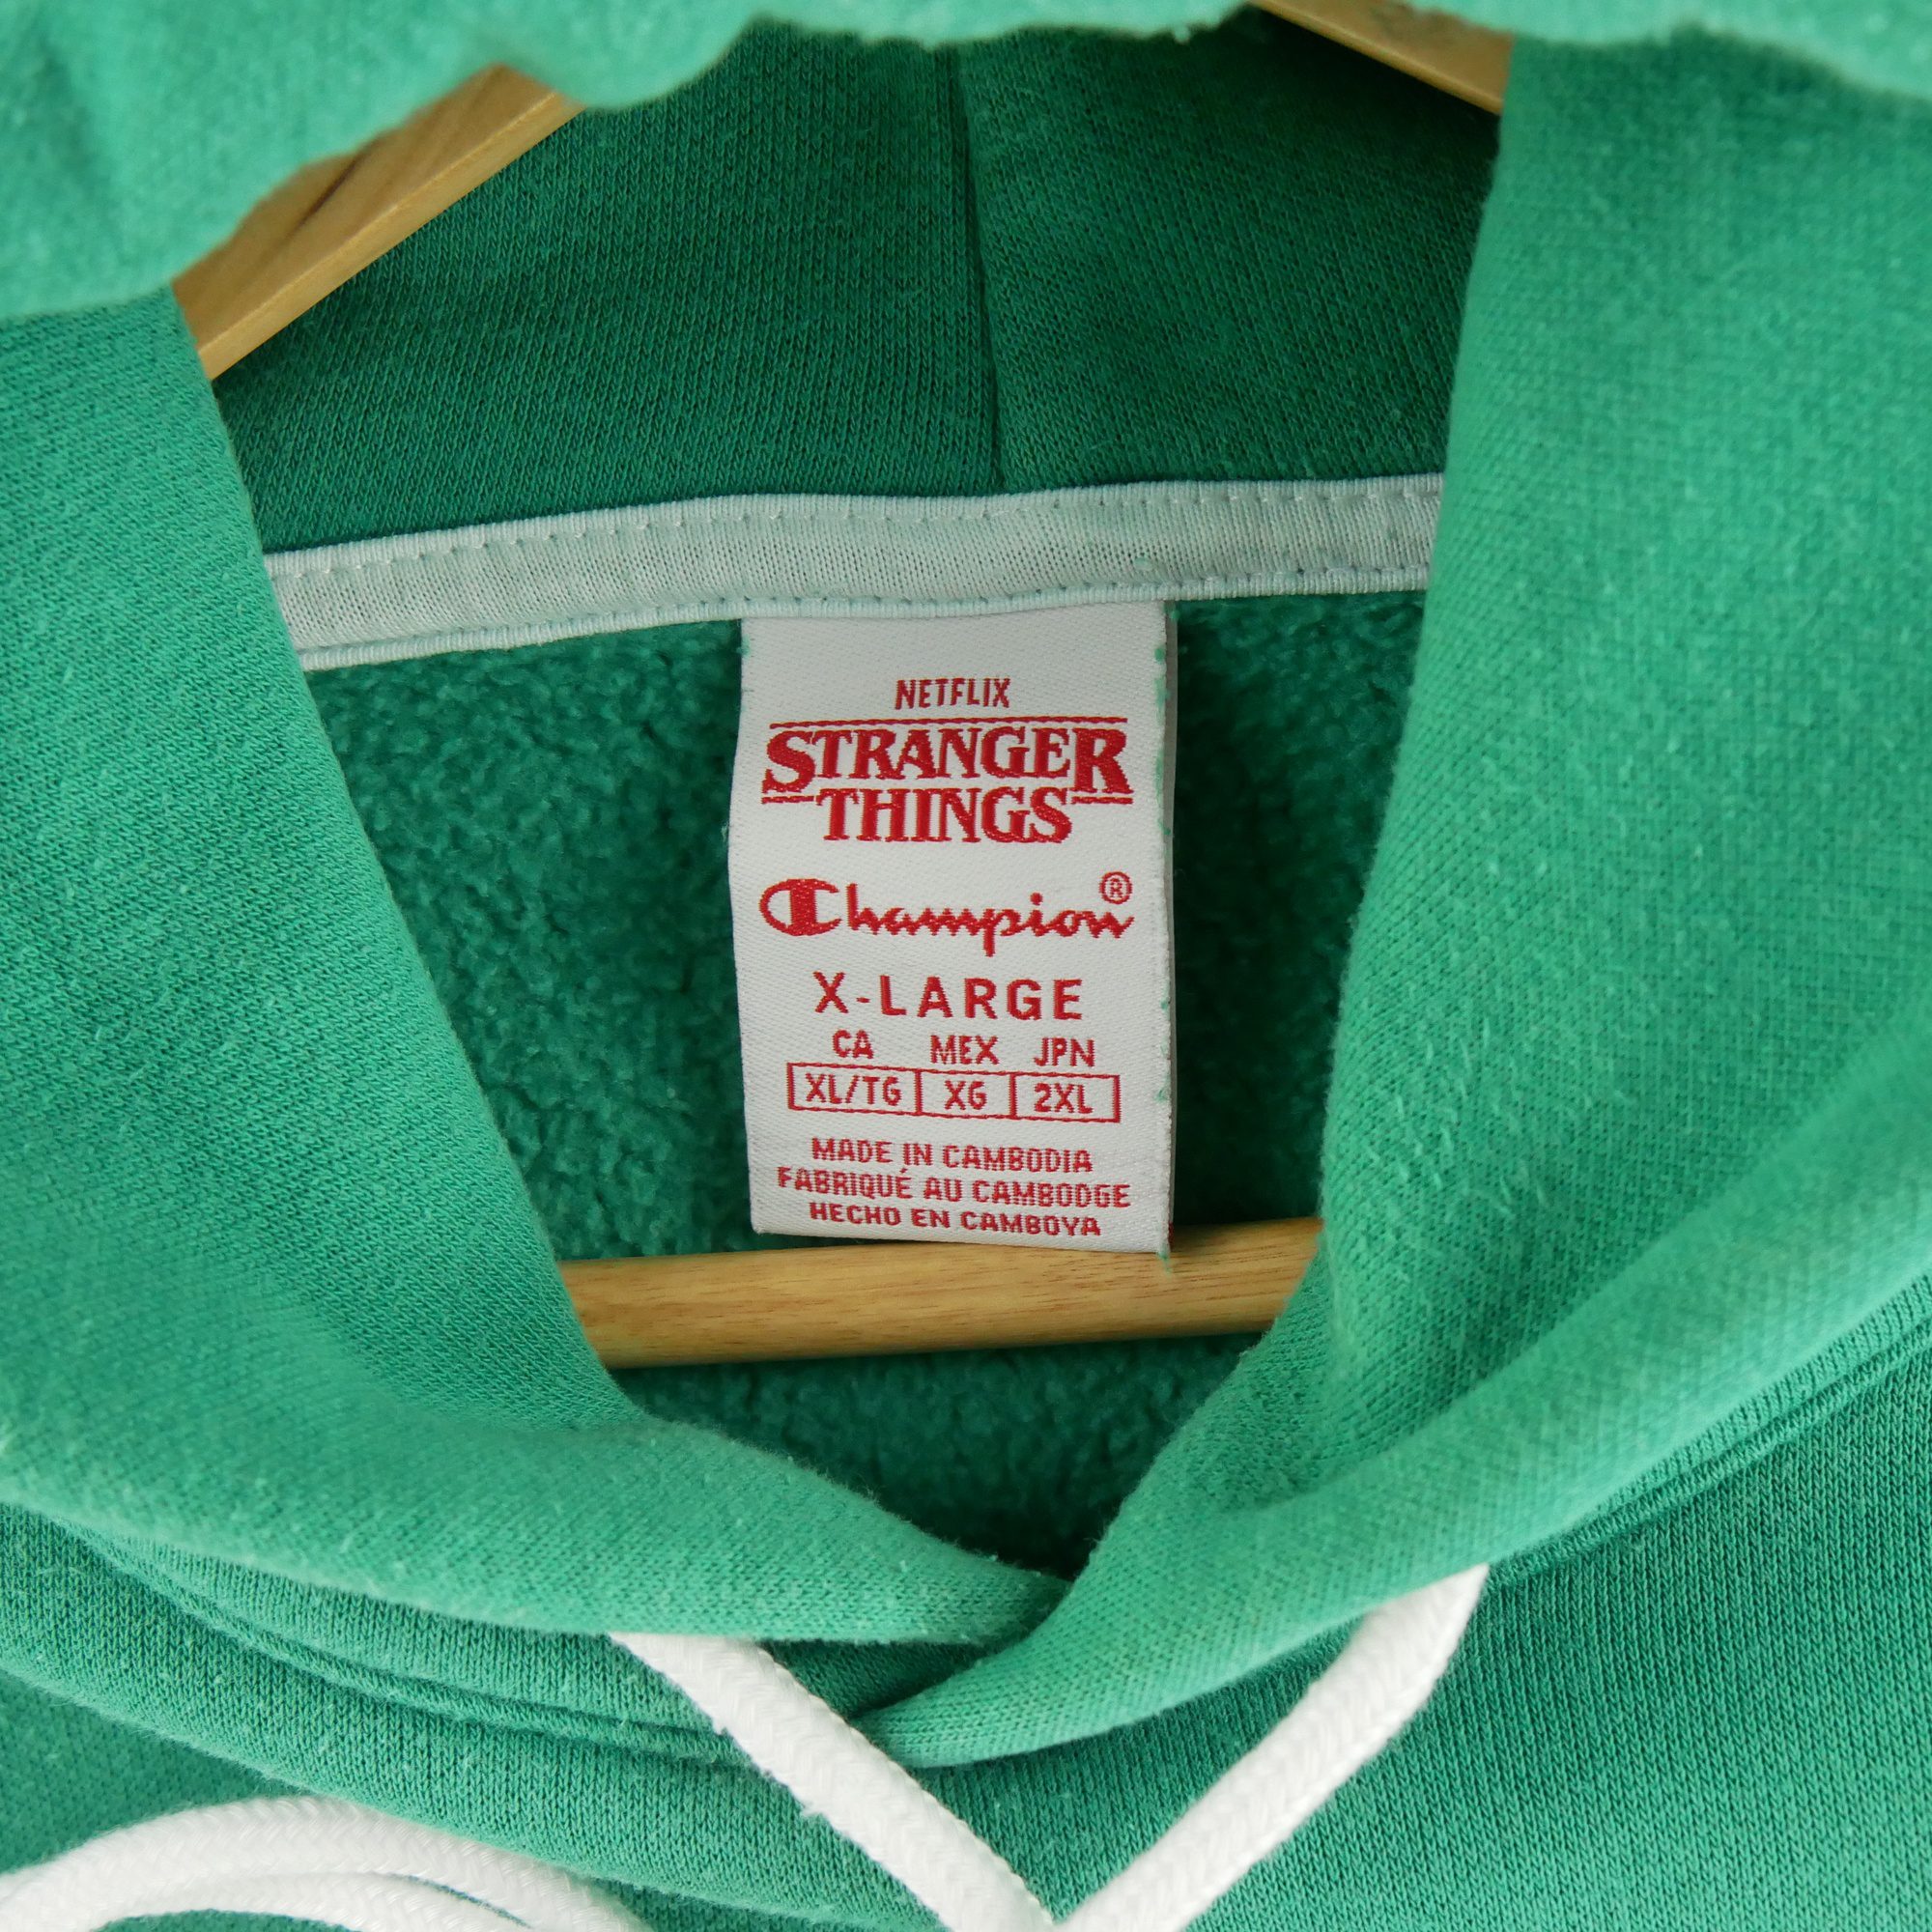 NETFLIX
STRANGER
THINGS
Champion®
X-LARGE
CA MEX JPN
XL/TG XG 2XL
MADE IN CAMBODIA
FABRIQUÉ AU CAMBODGE
HECHO EN CAMBOYA